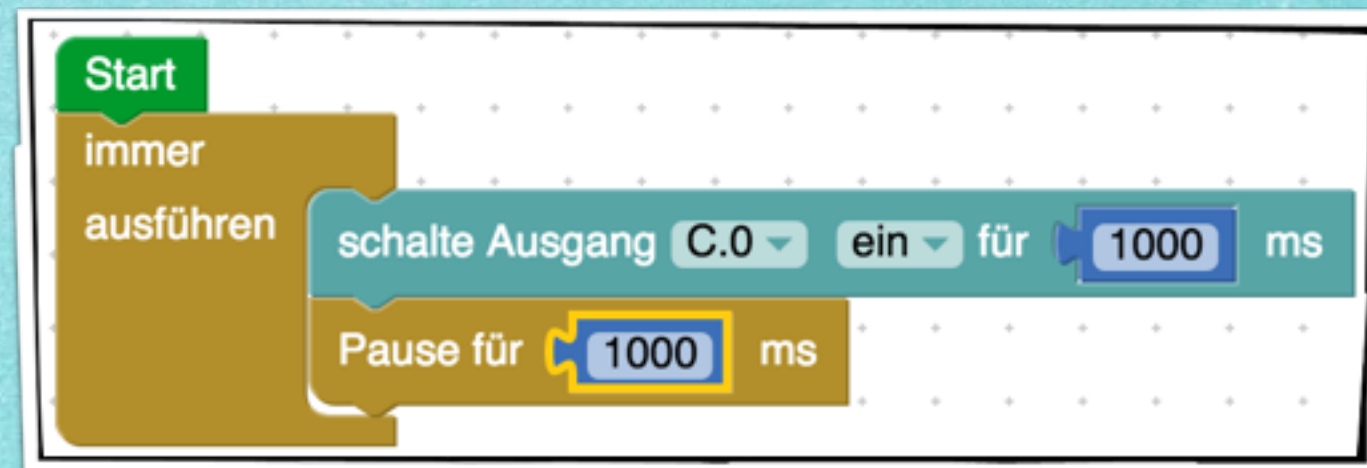 Start
immer
ausführen
schalte Ausgang C.0 ein für 1000 ms
Pause für 1000 ms